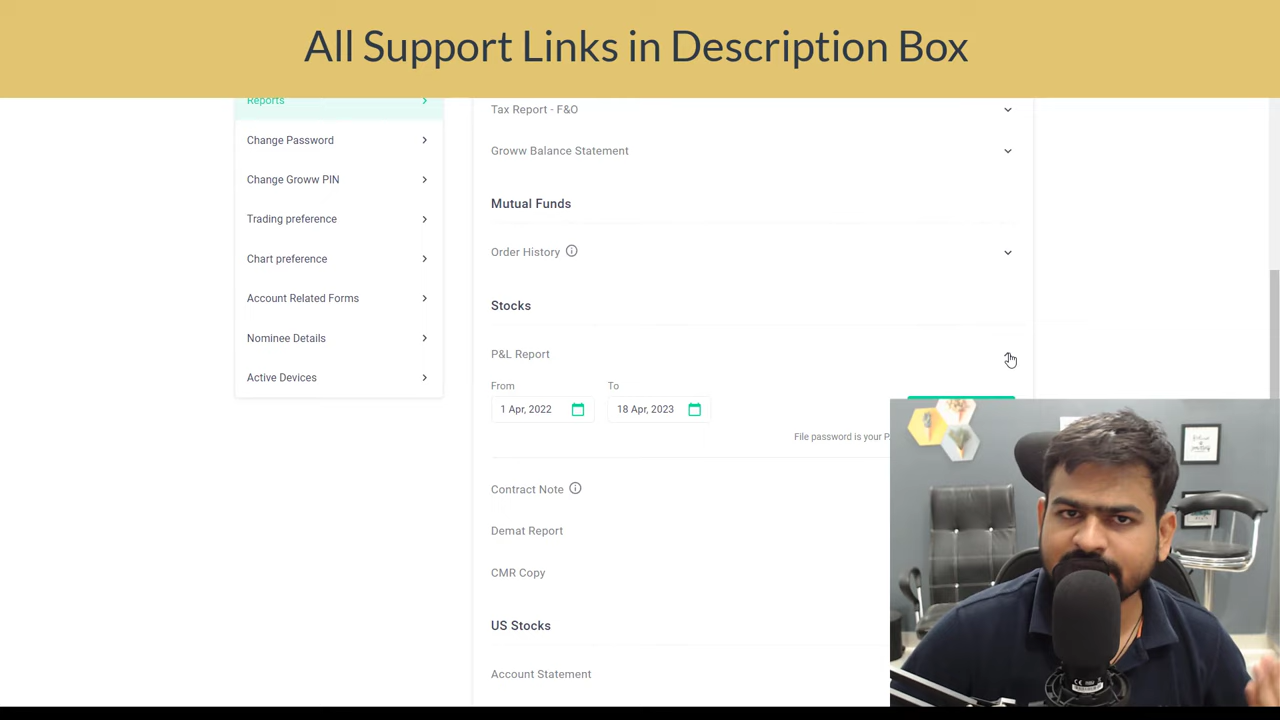 All Support Links in Description Box
Reports
Change Password
Change Groww PIN
Trading preference
Chart preference
Account Related Forms
Nominee Details
Active Devices
Tax Report - F&O
Groww Balance Statement
Mutual Funds
Order History
Stocks
P&L Report
From To
1 Apr, 2022 18 Apr, 2023
File password is your P
Contract Note
Demat Report
CMR Copy
US Stocks
Account Statement